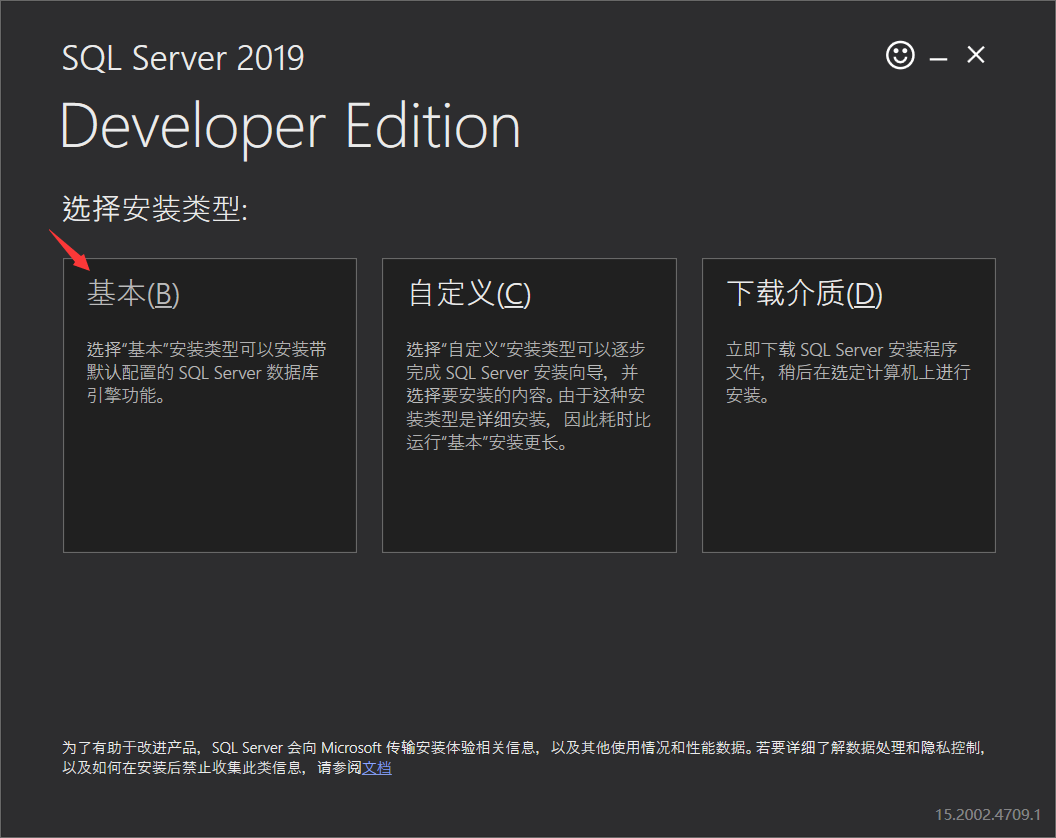 SQL Server 2019
Developer Edition
选择安装类型:
基本(B)
选择“基本”安装类型可以安装带
默认配置的 SQL Server 数据库
引擎功能。
自定义(C)
选择“自定义”安装类型可以逐步
完成 SQL Server 安装向导，并
选择要安装的内容。由于这种安
装类型是详细安装，因此耗时比
运行“基本”安装更长。
下载介质(D)
立即下载 SQL Server 安装程序
文件，稍后在选定计算机上进行
安装。
为了有助于改进产品，SQL Server 会向 Microsoft 传输安装体验相关信息，以及其他使用情况和性能数据。若要详细了解数据处理和隐私控制，
以及如何在安装后禁止收集此类信息，请参阅文档
15.2002.4709.1